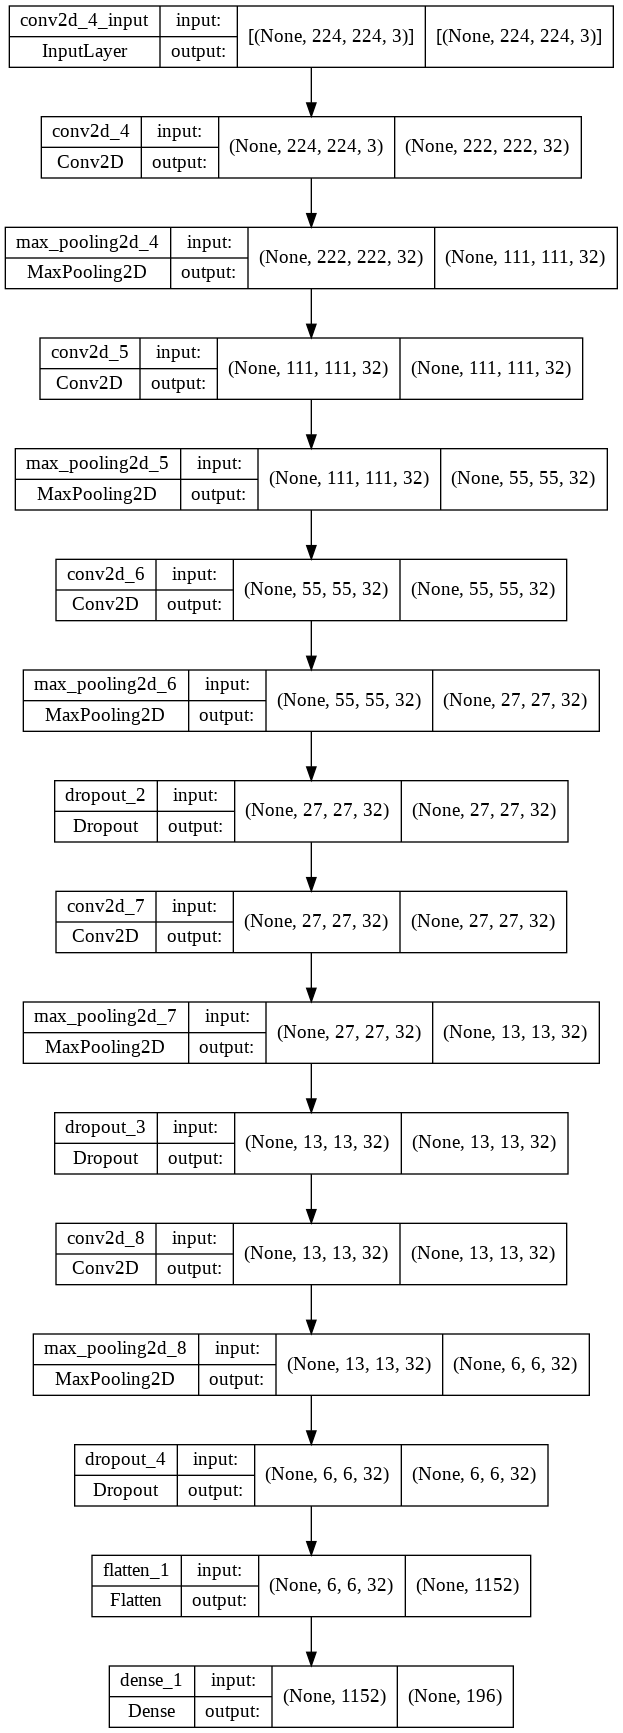 conv2d_4_input input: [(None, 224, 224, 3)] [(None, 224, 224, 3)]
InputLayer output:
conv2d_4 input: (None, 224, 224, 3) (None, 222, 222, 32)
Conv2D output:
max_pooling2d_4 input: (None, 222, 222, 32) (None, 111, 111, 32)
MaxPooling2D output:
conv2d_5 input: (None, 111, 111, 32) (None, 111, 111, 32)
Conv2D output:
max_pooling2d_5 input: (None, 111, 111, 32) (None, 55, 55, 32)
MaxPooling2D output:
conv2d_6 input: (None, 55, 55, 32) (None, 55, 55, 32)
Conv2D output:
max_pooling2d_6 input: (None, 55, 55, 32) (None, 27, 27, 32)
MaxPooling2D output:
dropout_2 input: (None, 27, 27, 32) (None, 27, 27, 32)
Dropout output:
conv2d_7 input: (None, 27, 27, 32) (None, 27, 27, 32)
Conv2D output:
max_pooling2d_7 input: (None, 27, 27, 32) (None, 13, 13, 32)
MaxPooling2D output:
dropout_3 input: (None, 13, 13, 32) (None, 13, 13, 32)
Dropout output:
conv2d_8 input: (None, 13, 13, 32) (None, 13, 13, 32)
Conv2D output:
max_pooling2d_8 input: (None, 13, 13, 32) (None, 6, 6, 32)
MaxPooling2D output:
dropout_4 input: (None, 6, 6, 32) (None, 6, 6, 32)
Dropout output:
flatten_1 input: (None, 6, 6, 32) (None, 1152)
Flatten output:
dense_1 input: (None, 1152) (None, 196)
Dense output: